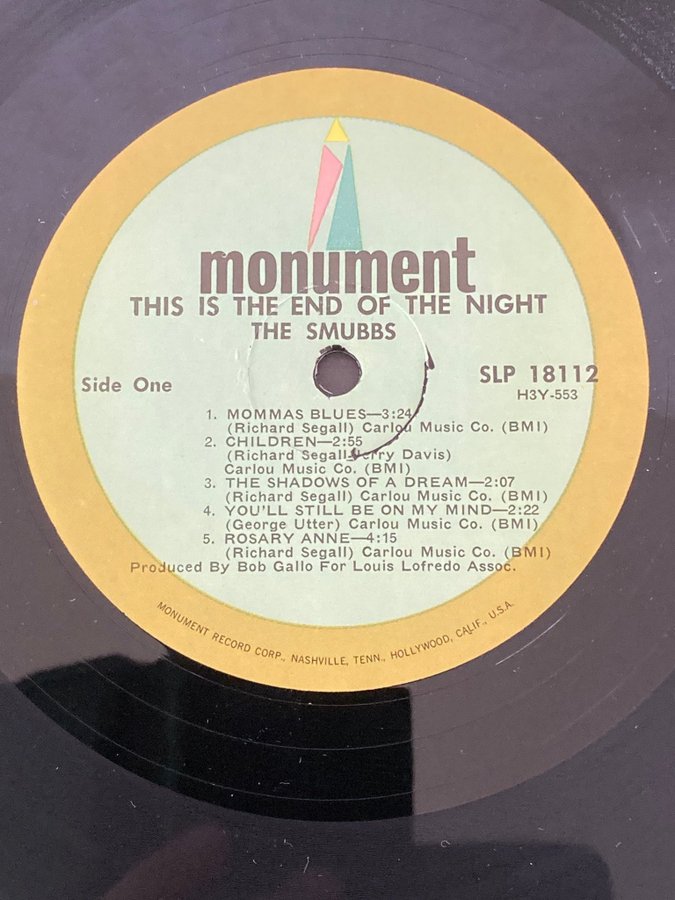 monument
THIS IS THE END OF THE NIGHT
THE SMUBBS
Side One
SLP 18112
H3Y-553
1. MOMMAS BLUES—3:24
(Richard Segall) Carlou Music Co. (BMI)
2. CHILDREN—2:55
(Richard Segall-Jerry Davis)
Carlou Music Co. (BMI)
3. THE SHADOWS OF A DREAM—2:07
(Richard Segall) Carlou Music Co. (BMI)
4. YOU'LL STILL BE ON MY MIND—2:22
(George Utter) Carlou Music Co. (BMI)
5. ROSARY ANNE—4:15
(Richard Segall) Carlou Music Co. (BMI)
Produced By Bob Gallo For Louis Lofredo Assoc.
MONUMENT RECORD CORP., NASHVILLE, TENN., HOLLYWOOD, CALIF., U.S.A.